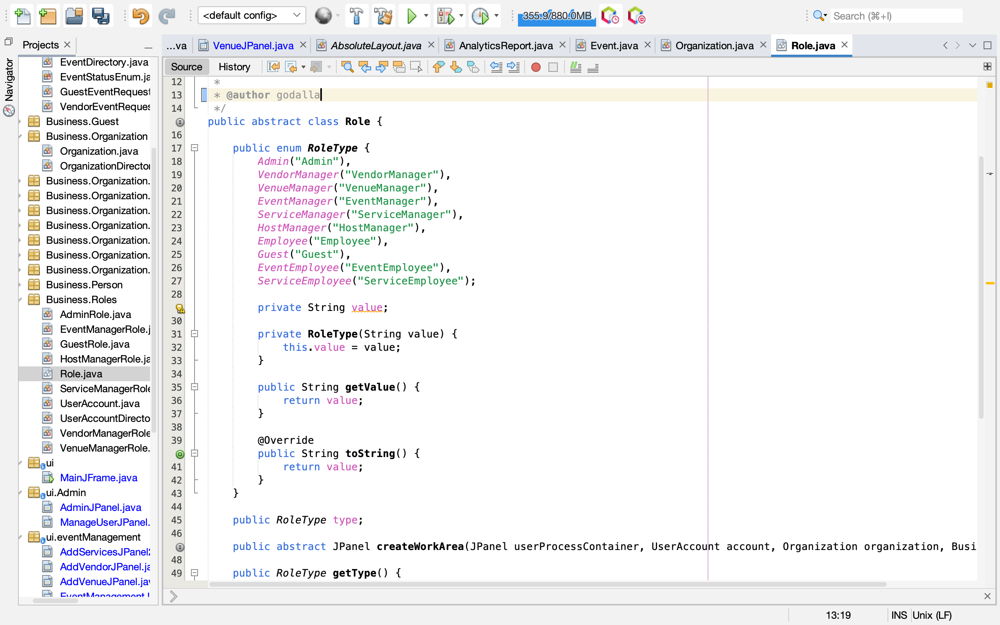 <default config>
355.9/880.0MB
Search (⌘+I)
Projects
...va
VenueJPanel.java
AbsoluteLayout.java
AnalyticsReport.java
Event.java
Organization.java
Role.java
Navigator
Source
History
EventDirectory.java
EventStatusEnum.ja
GuestEventRequest
VendorEventReques
Business.Guest
Business.Organization
Organization.java
OrganizationDirector
Business.Organization.
Business.Organization.
Business.Organization.
Business.Organization.
Business.Organization.
Business.Organization.
Business.Organization.
Business.Person
Business.Roles
AdminRole.java
EventManagerRole.j
GuestRole.java
HostManagerRole.ja
Role.java
ServiceManagerRole
UserAccount.java
UserAccountDirecto
VendorManagerRole
VenueManagerRole.
ui
MainJFrame.java
ui.Admin
AdminJPanel.java
ManageUserJPanel.
ui.eventManagement
AddServicesJPanel2
AddVendorJPanel.ja
AddVenueJPanel.jav
12 *
13 * @author godalla
14 */
public abstract class Role {
16
17 public enum RoleType {
18 Admin("Admin"),
19 VendorManager("VendorManager"),
20 VenueManager("VenueManager"),
21 EventManager("EventManager"),
22 ServiceManager("ServiceManager"),
23 HostManager("HostManager"),
24 Employee("Employee"),
25 Guest("Guest"),
26 EventEmployee("EventEmployee"),
27 ServiceEmployee("ServiceEmployee");
28
private String value;
30
31 private RoleType(String value) {
32 this.value = value;
33 }
34
35 public String getValue() {
36 return value;
37 }
38
39 @Override
public String toString() {
41 return value;
42 }
43 }
44
45 public RoleType type;
46
public abstract JPanel createWorkArea(JPanel userProcessContainer, UserAccount account, Organization organization, Busi
48
49 public RoleType getType() {
13:19
INS
Unix (LF)